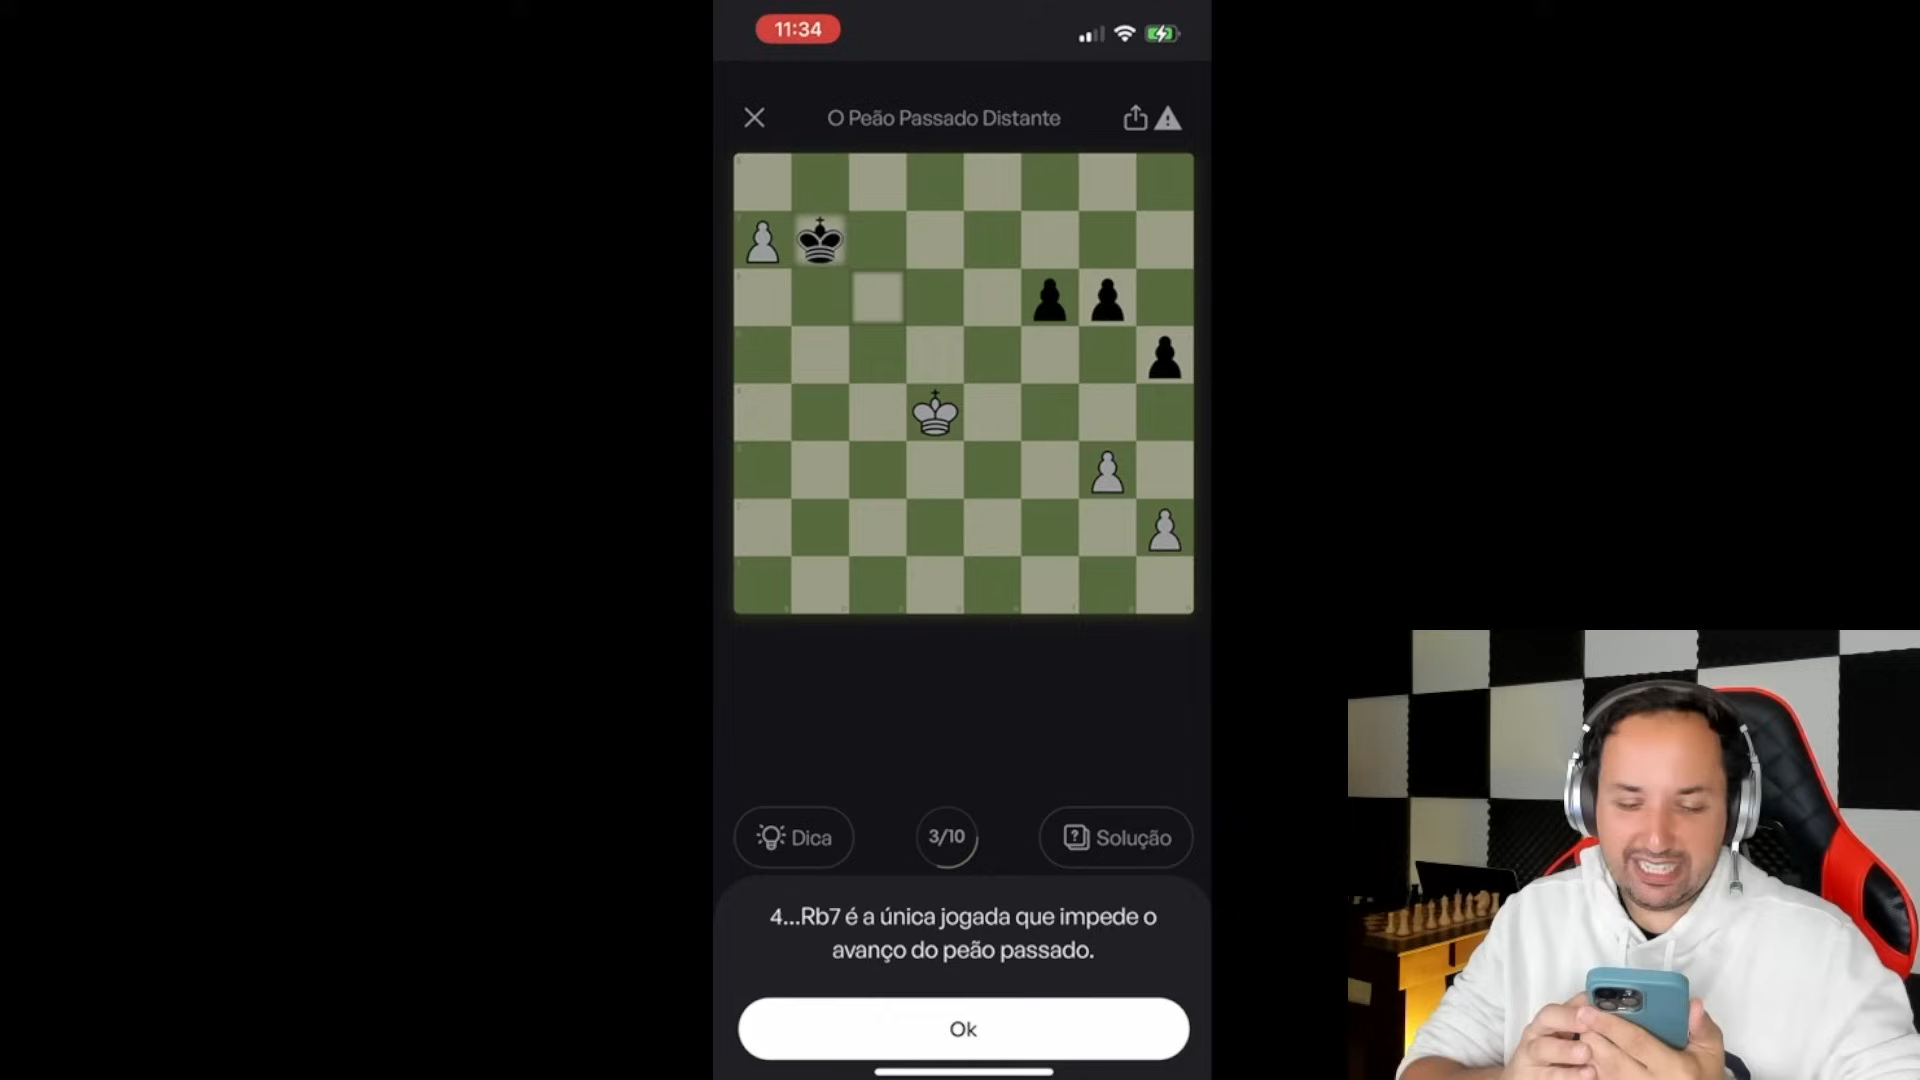 11:34
O Peão Passado Distante
Dica
3/10
Solução
4...Rb7 é a única jogada que impede o
avanço do peão passado.
Ok